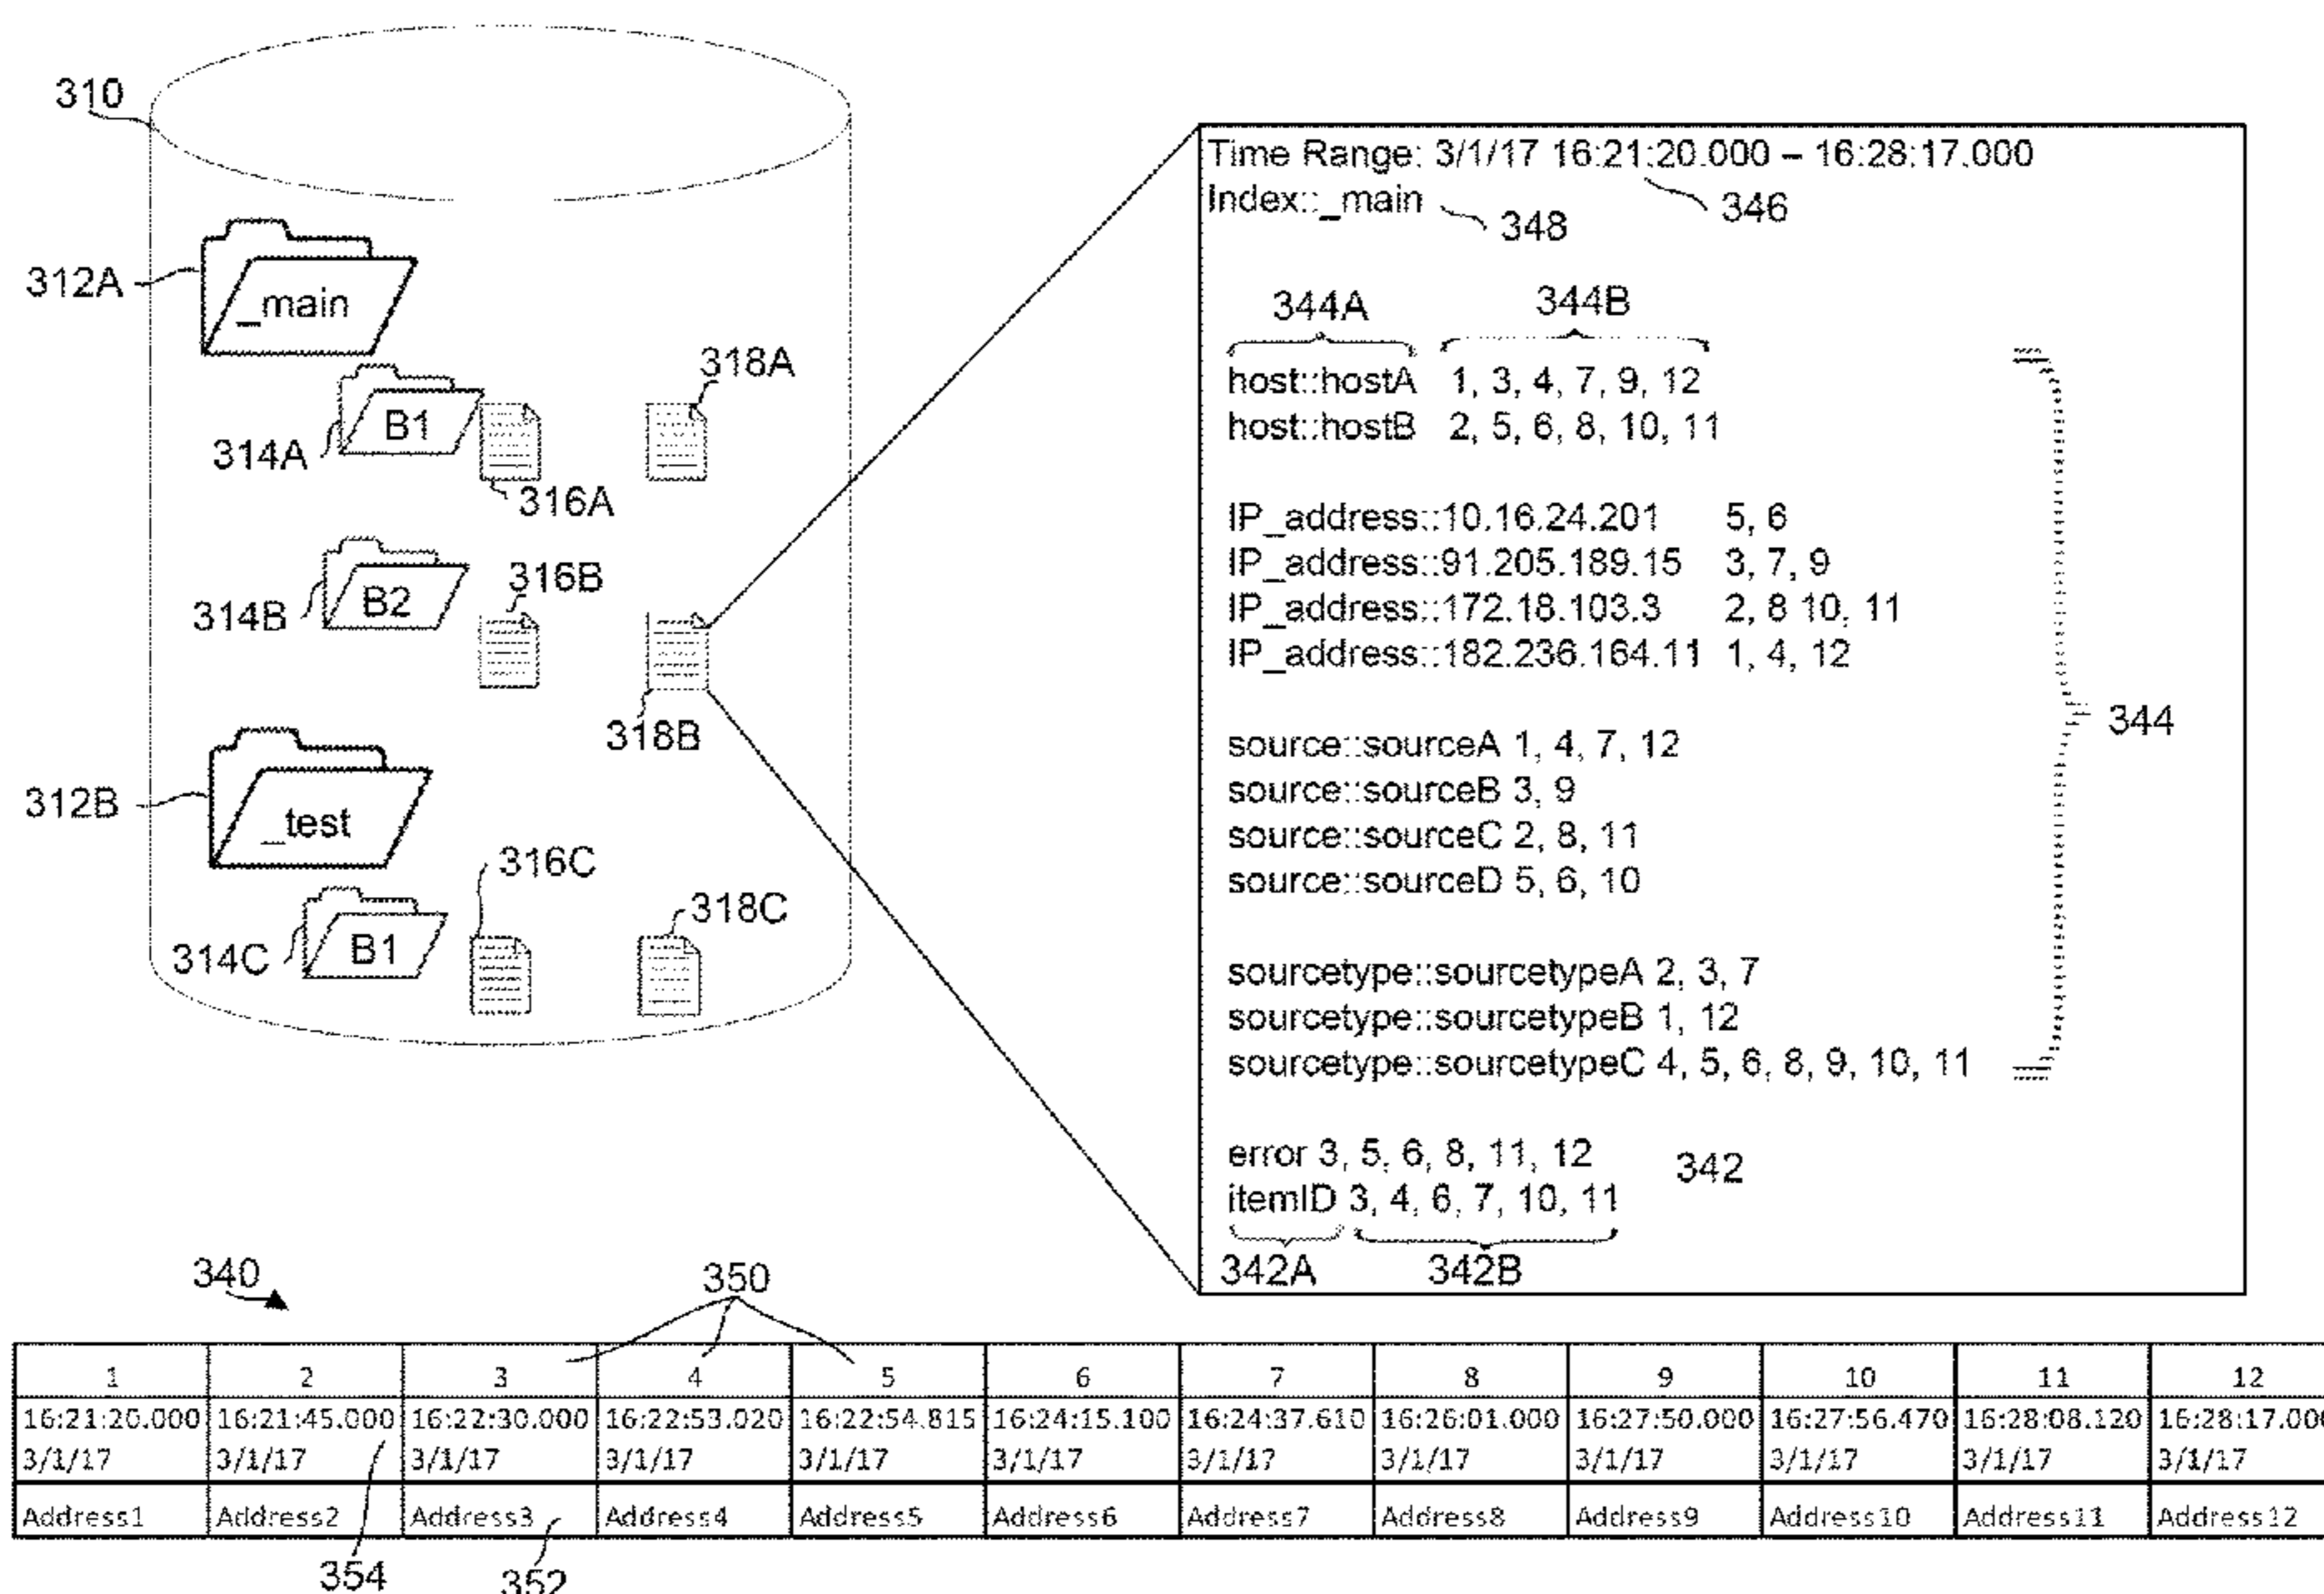 310
312A
_main
314A
B1
316A
318A
314B
B2
316B
318B
312B
_test
314C
B1
316C
318C
Time Range: 3/1/17 16:21:20.000 – 16:28:17.000
346
Index::_main
348
344A 344B
host::hostA 1, 3, 4, 7, 9, 12
host::hostB 2, 5, 6, 8, 10, 11
IP_address::10.16.24.201 5, 6
IP_address::91.205.189.15 3, 7, 9
IP_address::172.18.103.3 2, 8 10, 11
IP_address::182.236.164.11 1, 4, 12
344
source::sourceA 1, 4, 7, 12
source::sourceB 3, 9
source::sourceC 2, 8, 11
source::sourceD 5, 6, 10
sourcetype::sourcetypeA 2, 3, 7
sourcetype::sourcetypeB 1, 12
sourcetype::sourcetypeC 4, 5, 6, 8, 9, 10, 11
error 3, 5, 6, 8, 11, 12
342
itemID 3, 4, 6, 7, 10, 11
342A 342B
340
350
1 2 3 4 5 6 7 8 9 10 11 12
16:21:20.000 16:21:45.000 16:22:30.000 16:22:53.020 16:22:54.815 16:24:15.100 16:24:37.610 16:26:01.000 16:27:50.000 16:27:56.470 16:28:08.120 16:28:17.000
3/1/17 3/1/17 3/1/17 3/1/17 3/1/17 3/1/17 3/1/17 3/1/17 3/1/17 3/1/17 3/1/17 3/1/17
Address1 Address2 Address3 Address4 Address5 Address6 Address7 Address8 Address9 Address10 Address11 Address12
354
352